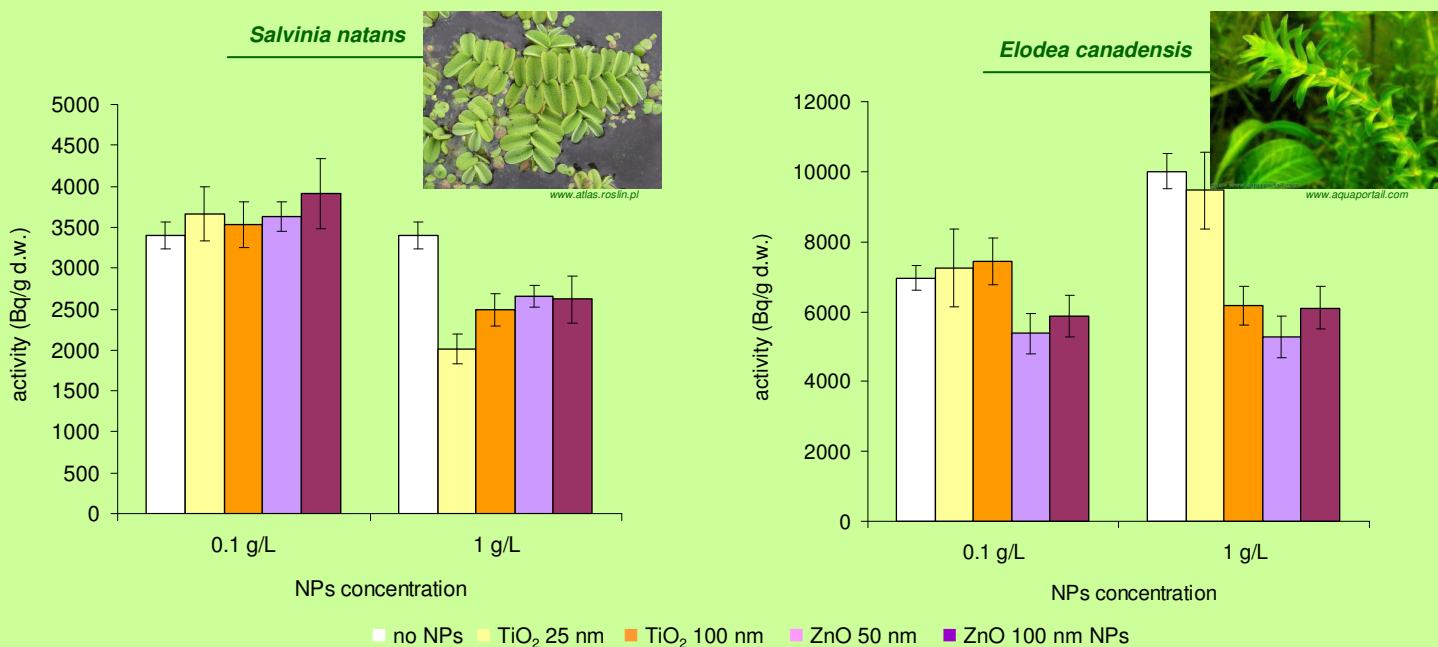 Salvinia natans
www.atlas.roslin.pl
5000
4500
4000
3500
3000
2500
2000
1500
1000
500
0
activity (Bq/g d.w.)
0.1 g/L
1 g/L
NPs concentration
Elodea canadensis
www.aquaportail.com
12000
10000
8000
6000
4000
2000
0
activity (Bq/g d.w.)
0.1 g/L
1 g/L
NPs concentration
no NPs TiO₂ 25 nm TiO₂ 100 nm ZnO 50 nm ZnO 100 nm NPs